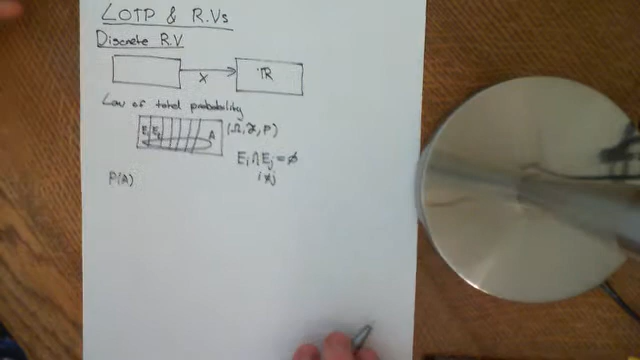 LOTP & R.Vs
Discrete R.V
X
ℝ
Law of total probability
E₁ E₂ A (Ω, ℱ, P)
Eᵢ ∩ Eⱼ = ∅
i ≠ j
P(A)